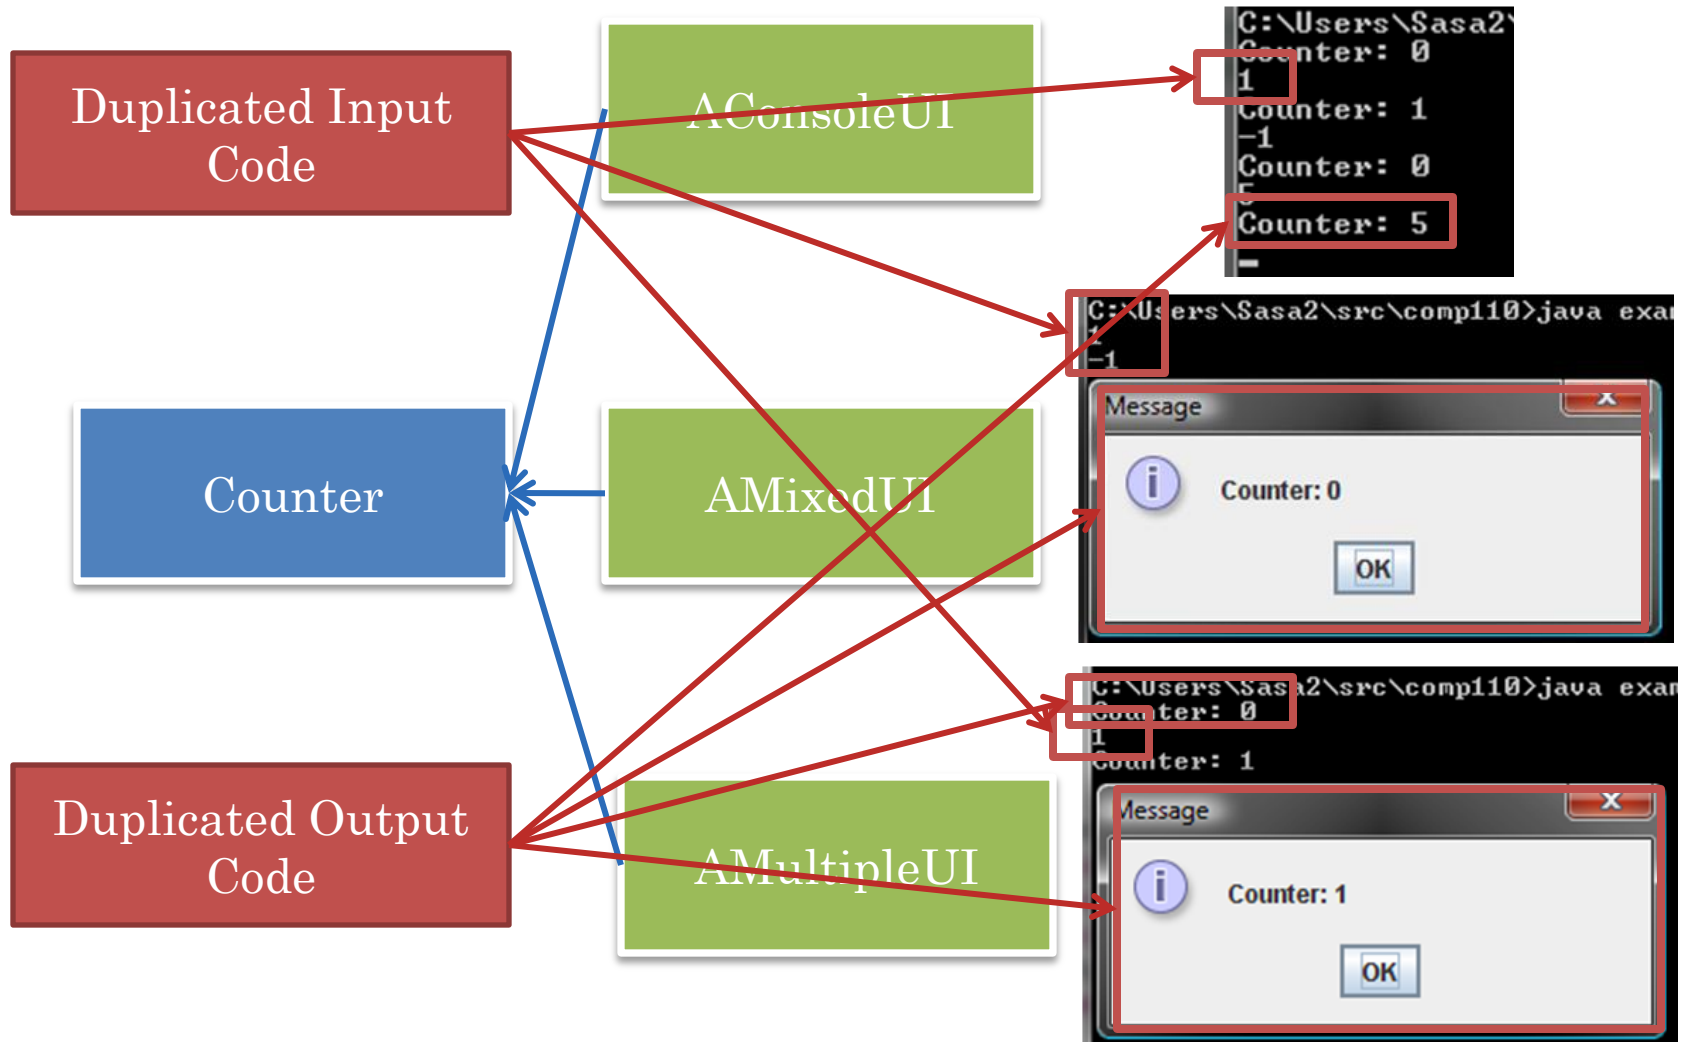 Duplicated Input
Code
AConsoleUI
C:\Users\Sasa2\
Counter: 0
1
Counter: 1
-1
Counter: 0
5
Counter: 5
C:\Users\Sasa2\src\comp110>java exa
1
-1
Message
X
Counter: 0
OK
Counter
AMixedUI
C:\Users\Sasa2\src\comp110>java exa
Counter: 0
1
Counter: 1
Duplicated Output
Code
AMultipleUI
Message
X
Counter: 1
OK